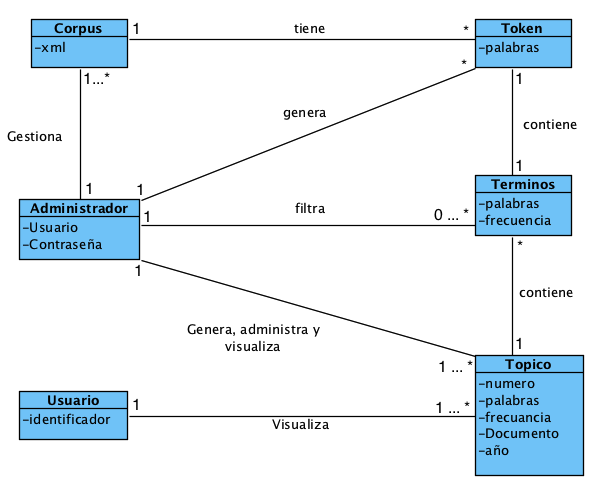 Corpus
-xml
1
tiene
*
Token
-palabras
1...*
*
1
Gestiona
genera
contiene
1
1
1
Administrador
-Usuario
-Contraseña
1
filtra
0 ... *
Terminos
-palabras
-frecuencia
*
1
contiene
Genera, administra y
visualiza
1
1 ... *
Topico
-numero
-palabras
-frecuancia
-Documento
-año
Usuario
-identificador
1
Visualiza
1 ... *